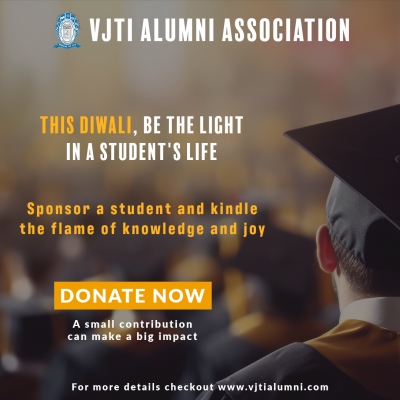 VJTI ALUMNI ASSOCIATION
THIS DIWALI, BE THE LIGHT
IN A STUDENT'S LIFE
Sponsor a student and kindle
the flame of knowledge and joy
DONATE NOW
A small contribution
can make a big impact
For more details checkout www.vjtialumni.com